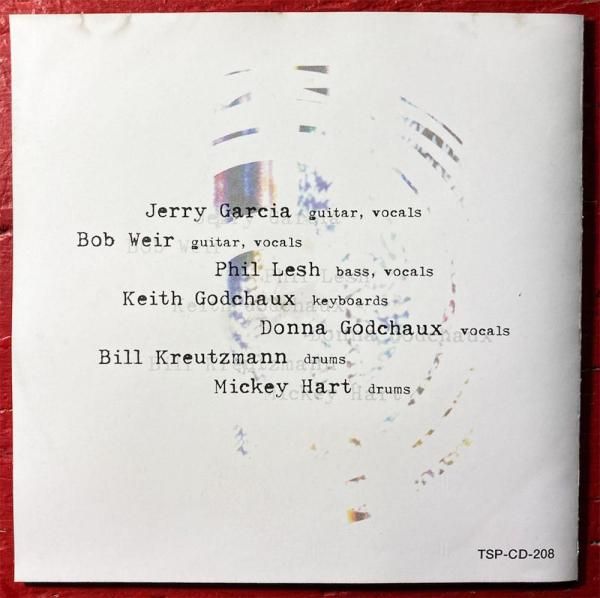 Jerry Garcia guitar, vocals
Bob Weir guitar, vocals
Phil Lesh bass, vocals
Keith Godchaux keyboards
Donna Godchaux vocals
Bill Kreutzmann drums
Mickey Hart drums
TSP-CD-208